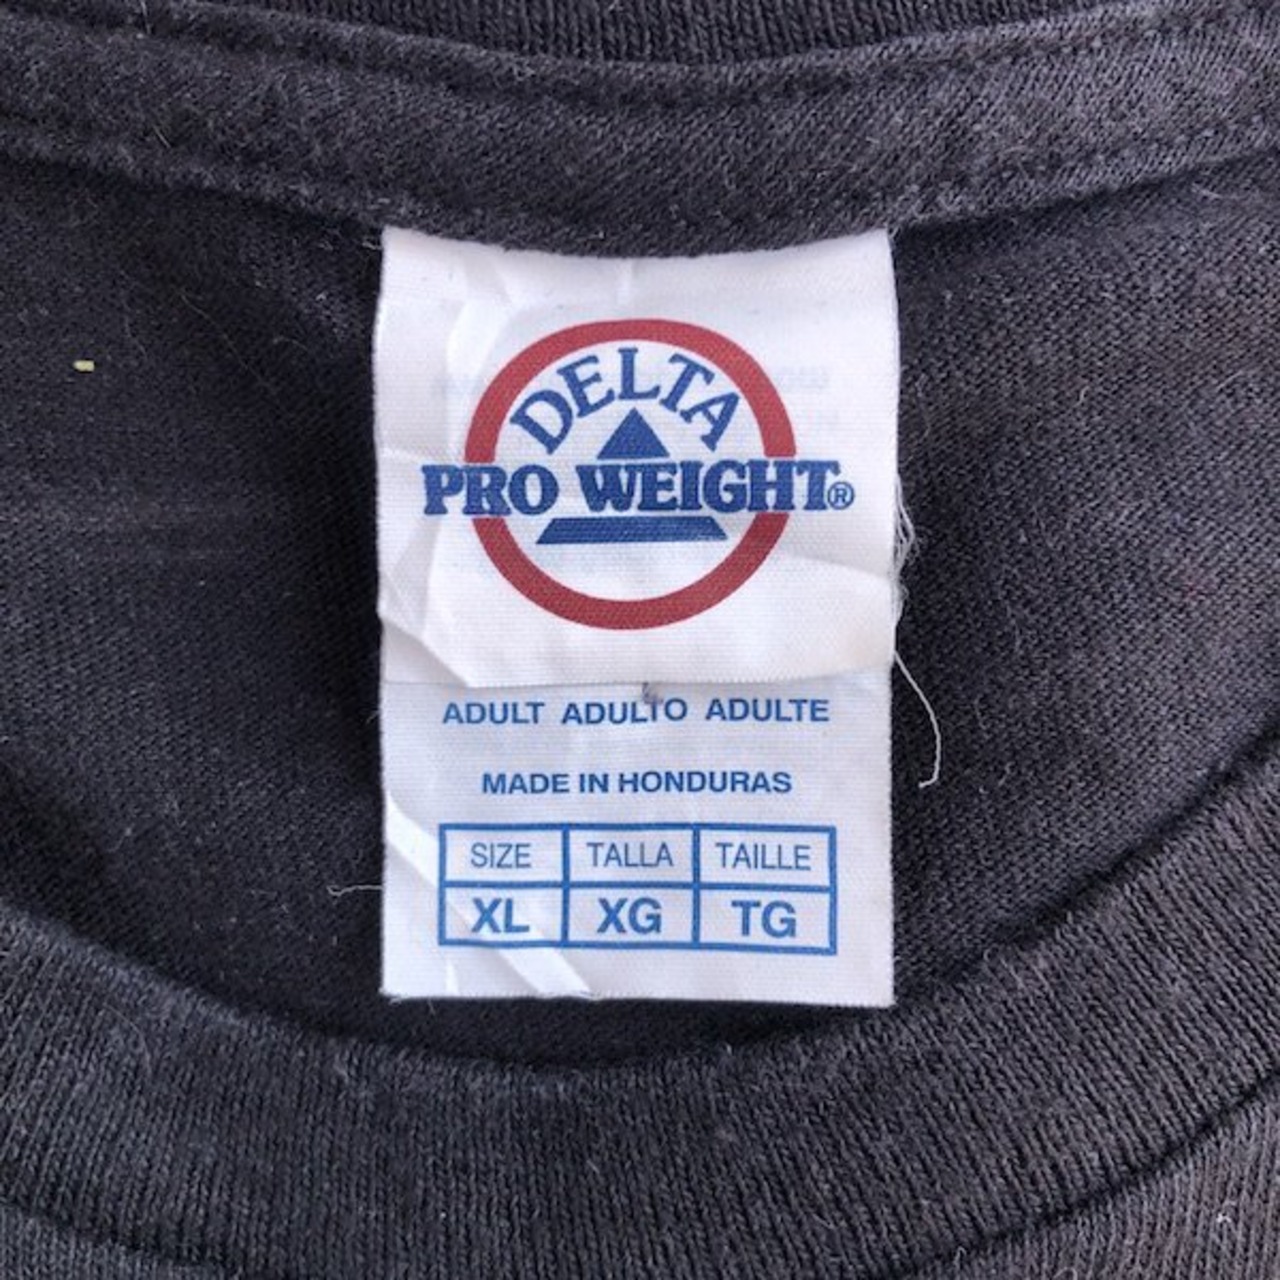 DELTA
PRO WEIGHT®
ADULT ADULTO ADULTE
MADE IN HONDURAS
SIZE TALLA TAILLE
XL XG TG